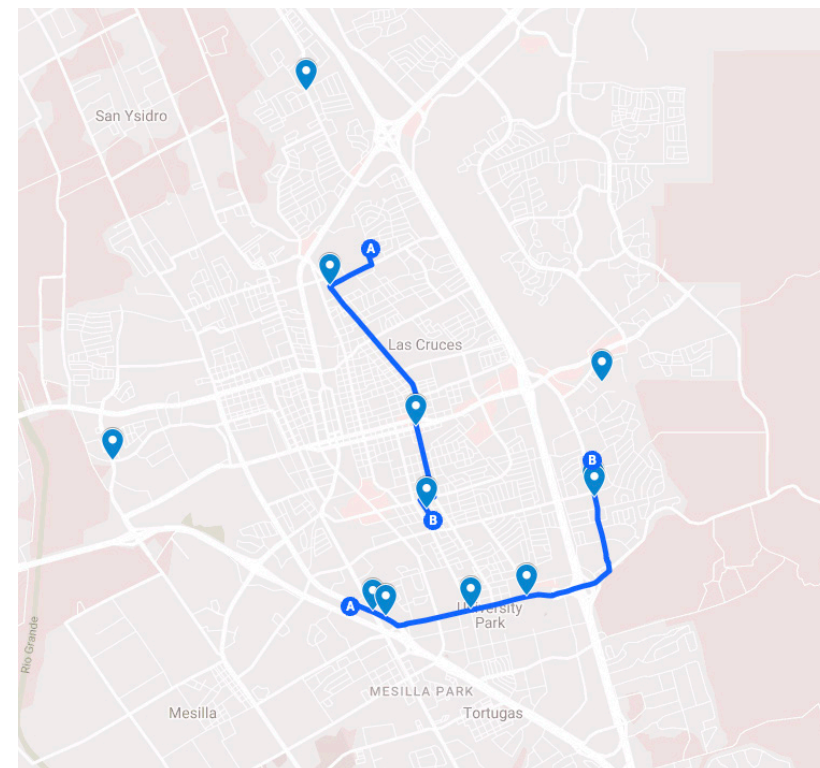 San Ysidro
A
Las Cruces
B
B
A
University
Park
Rio Grande
MESILLA PARK
Mesilla
Tortugas